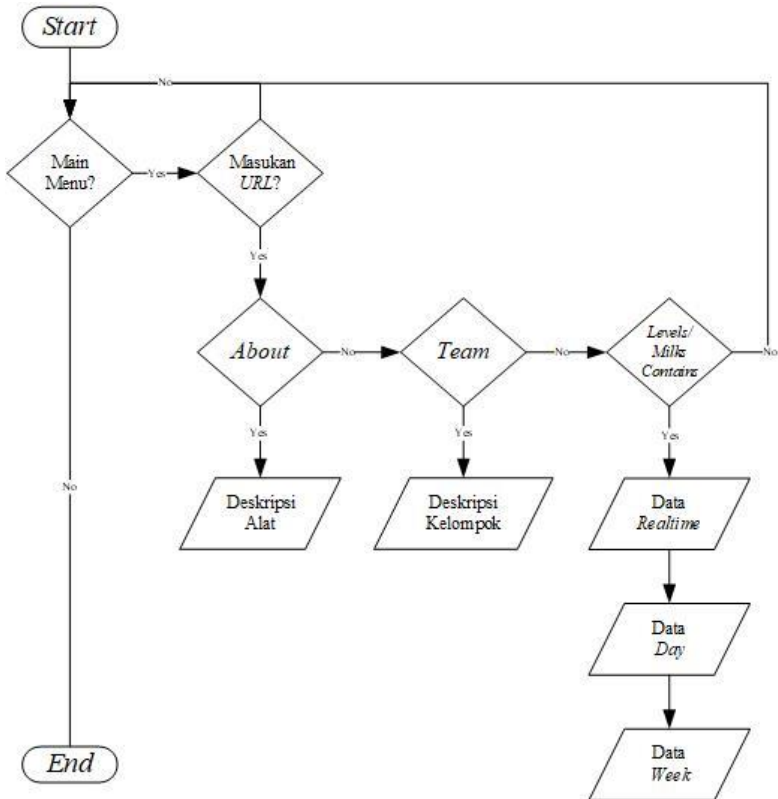 Start
No
Main
Menu?
Yes
Masukan
URL?
Yes
About
No
Team
No
Levels/
Milks
Contains
No
Yes
Yes
Yes
No
Deskripsi
Alat
Deskripsi
Kelompok
Data
Realtime
Data
Day
End
Data
Week